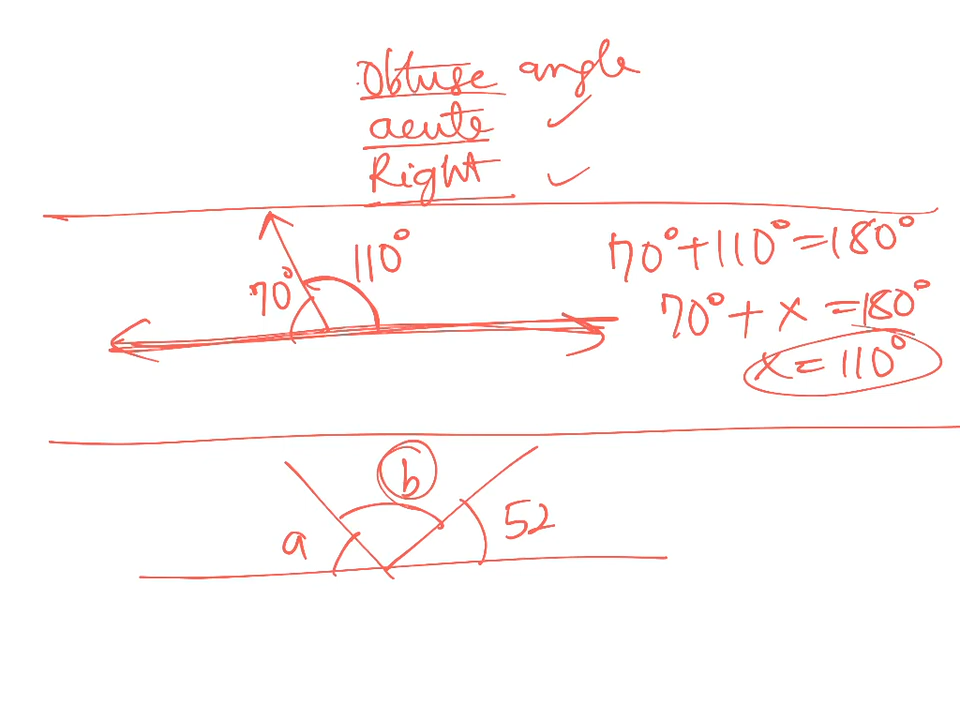 Obtuse angle
acute
Right
70° 110°
70°+110°=180°
70°+x=180°
x=110°
a b 52